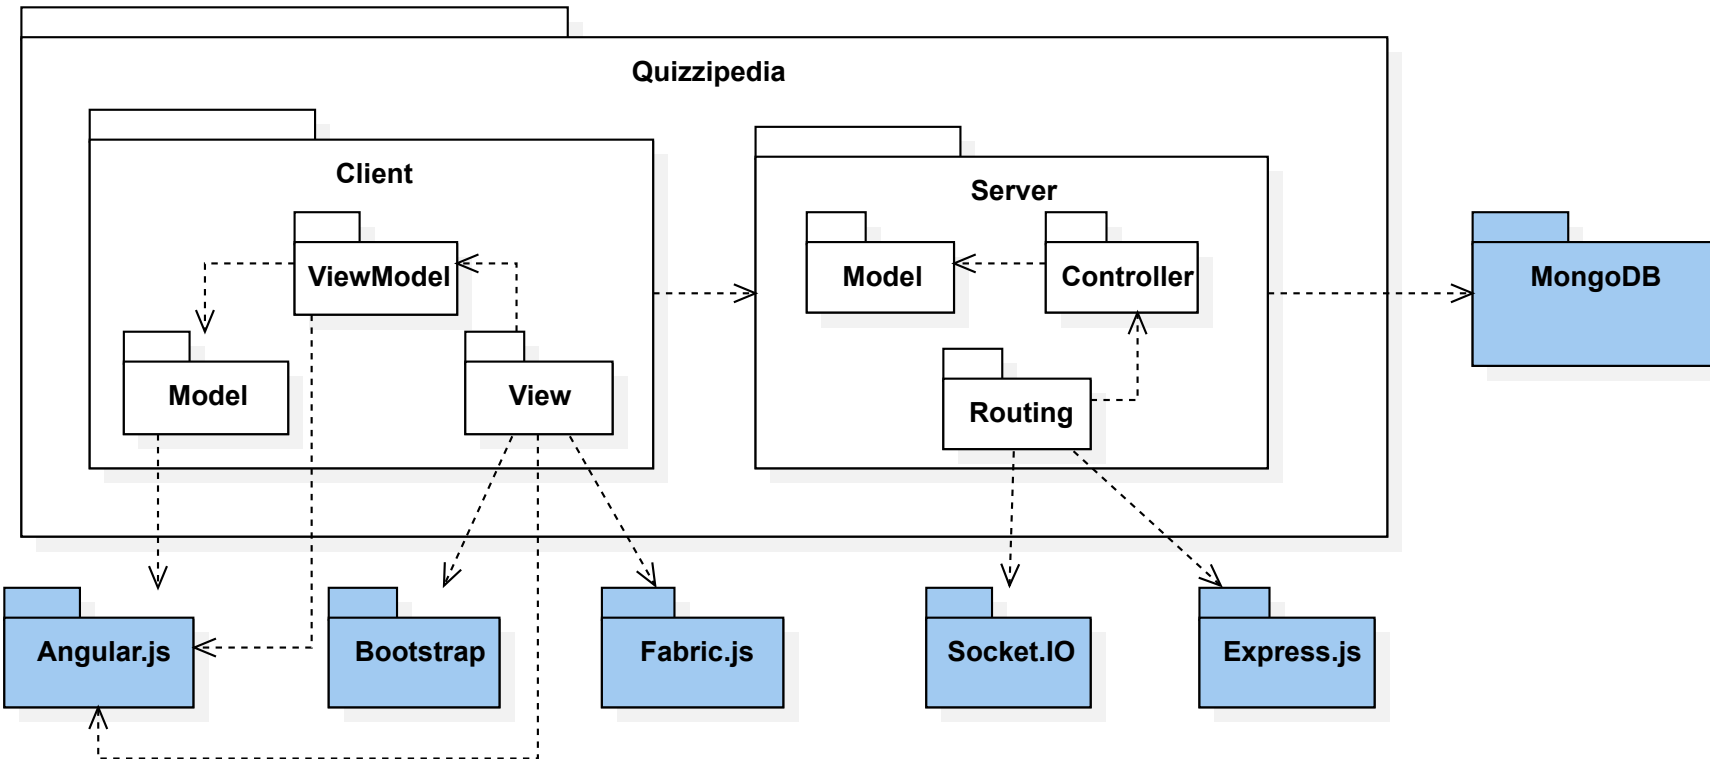 Quizzipedia
Client
Server
ViewModel
Model
Controller
MongoDB
Model
View
Routing
Angular.js
Bootstrap
Fabric.js
Socket.IO
Express.js